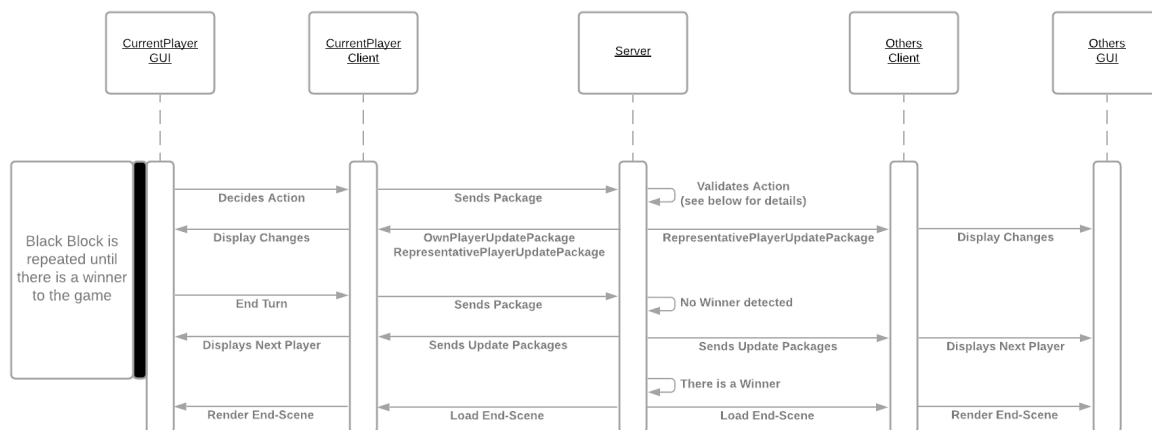 CurrentPlayer
GUI
CurrentPlayer
Client
Server
Others
Client
Others
GUI
Black Block is
repeated until
there is a winner
to the game
Decides Action
Sends Package
Validates Action
(see below for details)
Display Changes
OwnPlayerUpdatePackage
RepresentativePlayerUpdatePackage
RepresentativePlayerUpdatePackage
Display Changes
End Turn
Sends Package
No Winner detected
Displays Next Player
Sends Update Packages
Sends Update Packages
Displays Next Player
There is a Winner
Render End-Scene
Load End-Scene
Load End-Scene
Render End-Scene